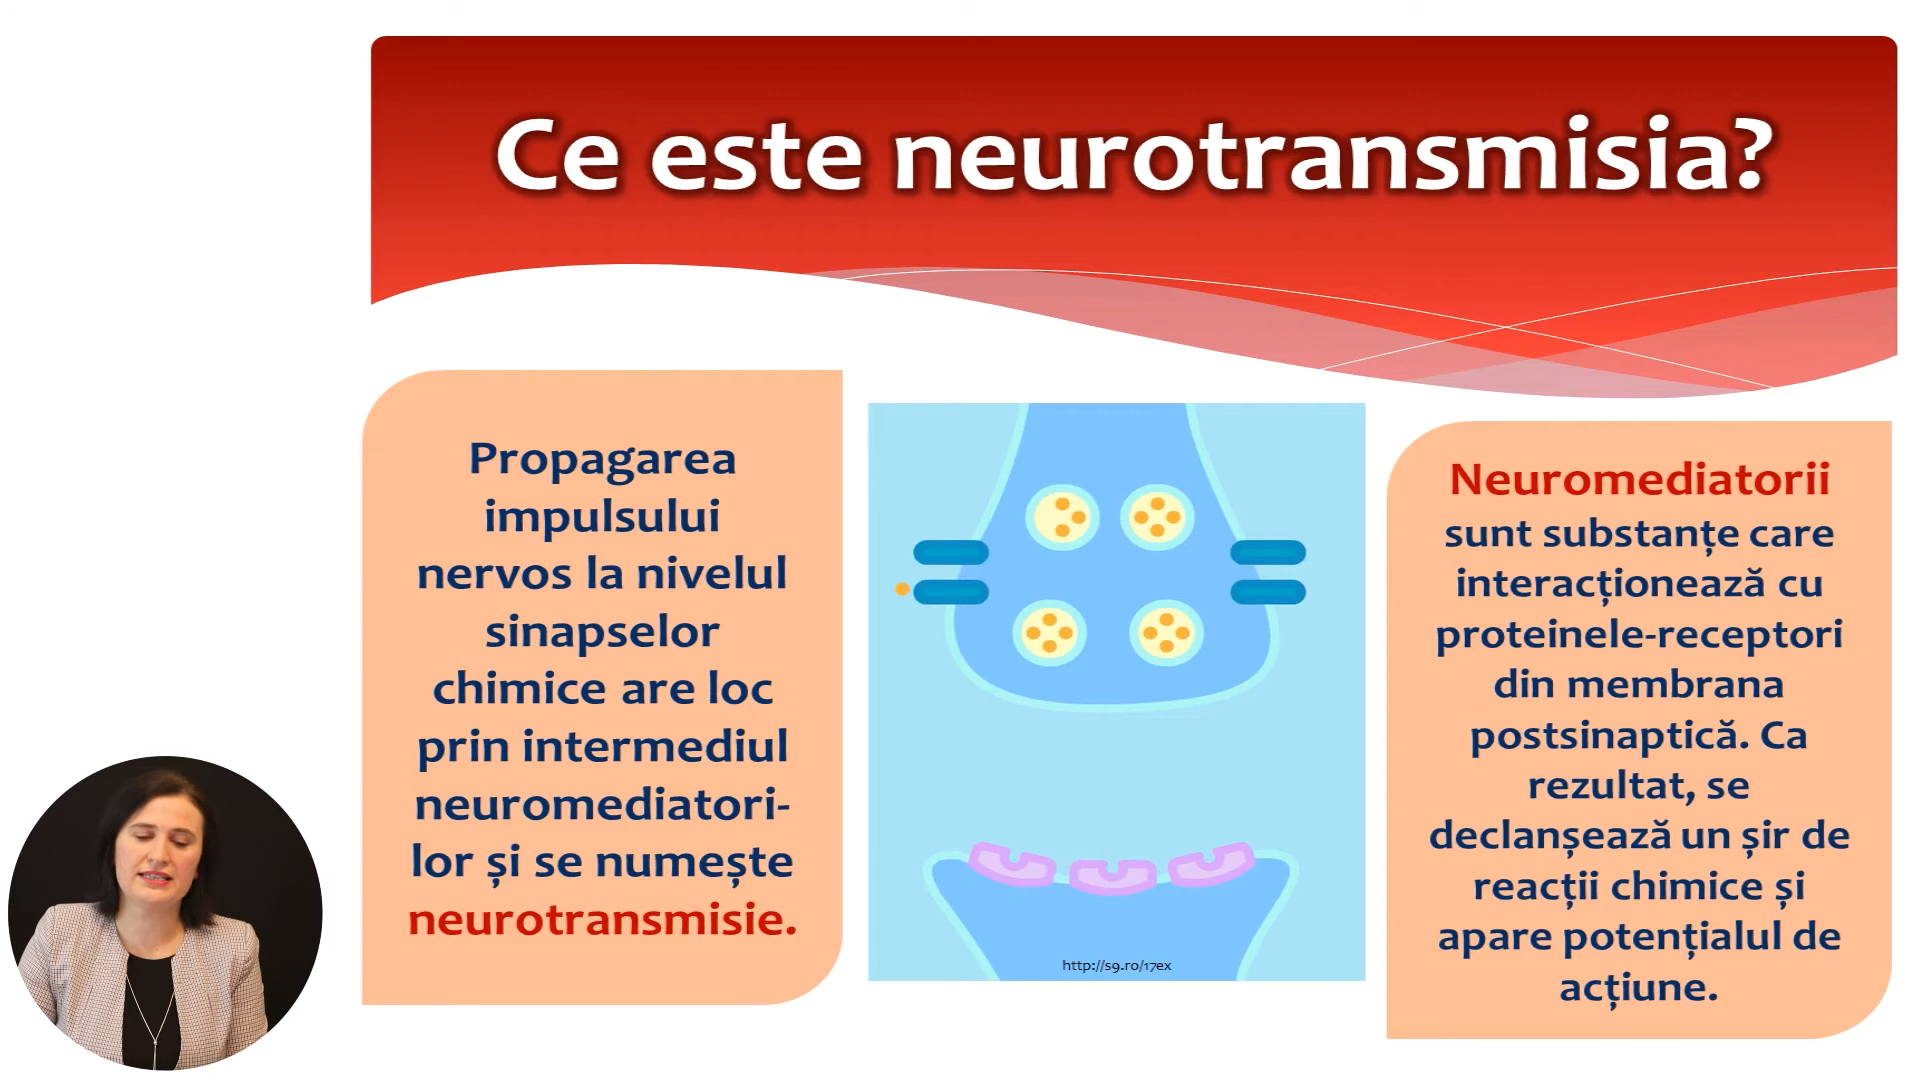 Ce este neurotransmisia?
Propagarea
impulsului
nervos la nivelul
sinapselor
chimice are loc
prin intermediul
neuromediatori-
lor și se numește
neurotransmisie.
http://s9.ro/17ex
Neuromediatorii
sunt substanțe care
interacționează cu
proteinele-receptori
din membrana
postsinaptică. Ca
rezultat, se
declanșează un șir de
reacții chimice și
apare potențialul de
acțiune.